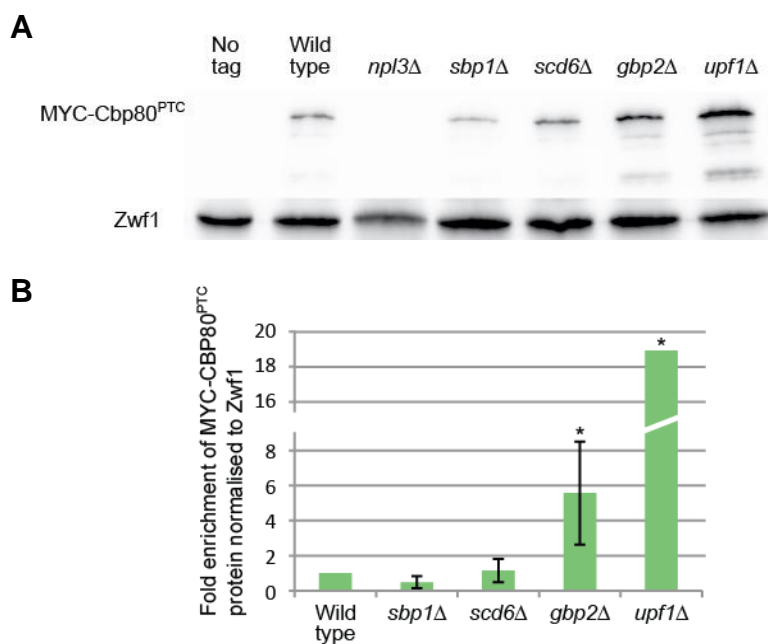 A
No
tag
Wild
type
npl3Δ
sbp1Δ
scd6Δ
gbp2Δ
upf1Δ
MYC-Cbp80PTC
Zwf1
B
Fold enrichment of MYC-CBP80PTC
protein normalised to Zwf1
20
18
16
8
6
4
2
0
*
*
Wild
type
sbp1Δ
scd6Δ
gbp2Δ
upf1Δ